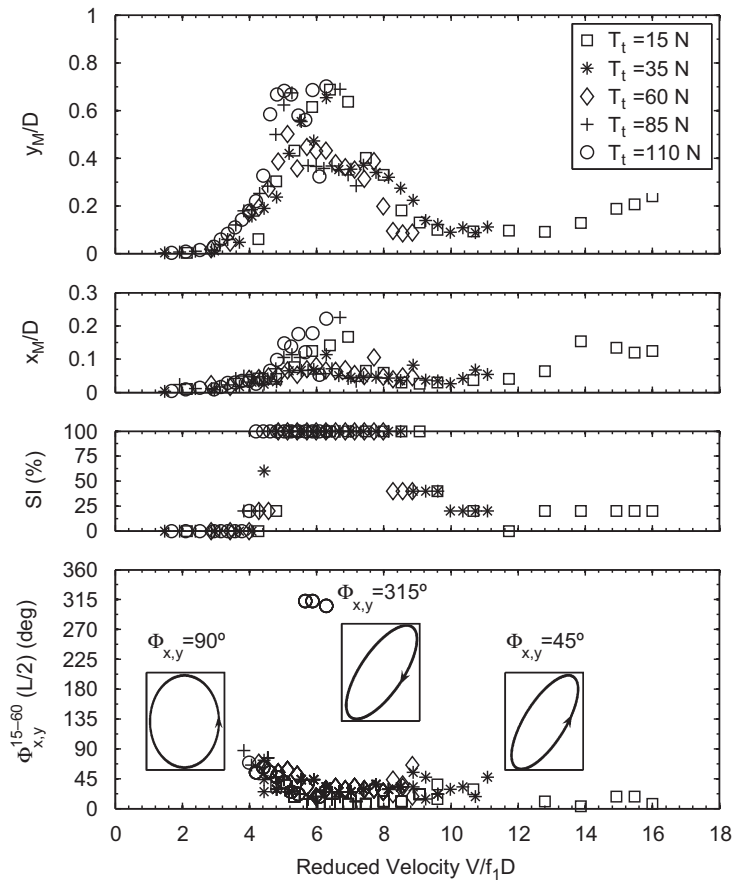 1
0.8
0.6
0.4
0.2
0
y_M/D
T_t =15 N
T_t =35 N
T_t =60 N
T_t =85 N
T_t =110 N
0.3
0.2
0.1
0
x_M/D
100
75
50
25
0
SI (%)
360
315
270
225
180
135
90
45
0
Φ_{x,y}^{15–60} (L/2) (deg)
Φ_{x,y}=90º
Φ_{x,y}=315º
Φ_{x,y}=45º
0 2 4 6 8 10 12 14 16 18
Reduced Velocity V/f_1D